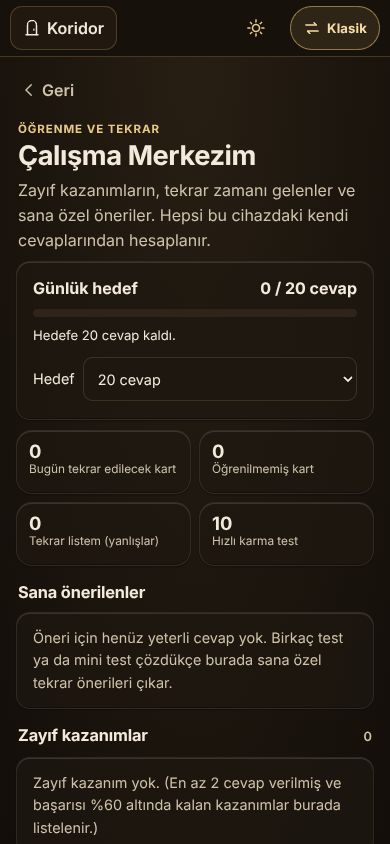 Koridor
Klasik
Geri
ÖĞRENME VE TEKRAR
Çalışma Merkezim
Zayıf kazanımların, tekrar zamanı gelenler ve
sana özel öneriler. Hepsi bu cihazdaki kendi
cevaplarından hesaplanır.
Günlük hedef 0 / 20 cevap
Hedefe 20 cevap kaldı.
Hedef 20 cevap
0
Bugün tekrar edilecek kart
0
Öğrenilmemiş kart
0
Tekrar listem (yanlışlar)
10
Hızlı karma test
Sana önerilenler
Öneri için henüz yeterli cevap yok. Birkaç test
ya da mini test çözdükçe burada sana özel
tekrar önerileri çıkar.
Zayıf kazanımlar 0
Zayıf kazanım yok. (En az 2 cevap verilmiş ve
başarısı %60 altında kalan kazanımlar burada
listelenir.)